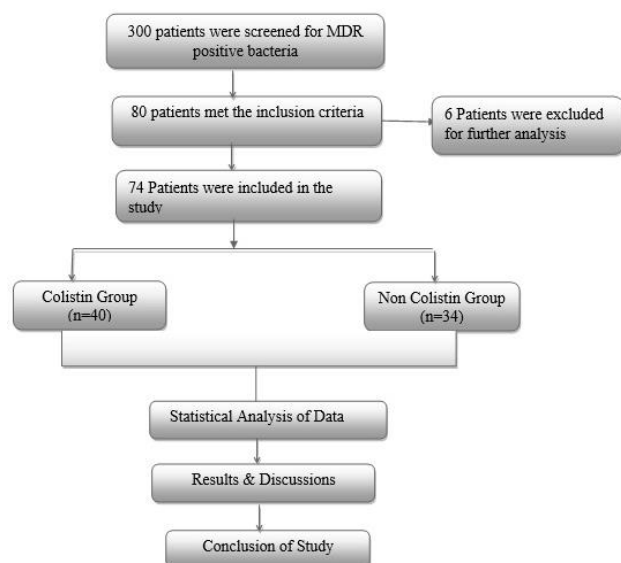 300 patients were screened for MDR
positive bacteria
80 patients met the inclusion criteria
6 Patients were excluded
for further analysis
74 Patients were included in the
study
Colistin Group
(n=40)
Non Colistin Group
(n=34)
Statistical Analysis of Data
Results & Discussions
Conclusion of Study